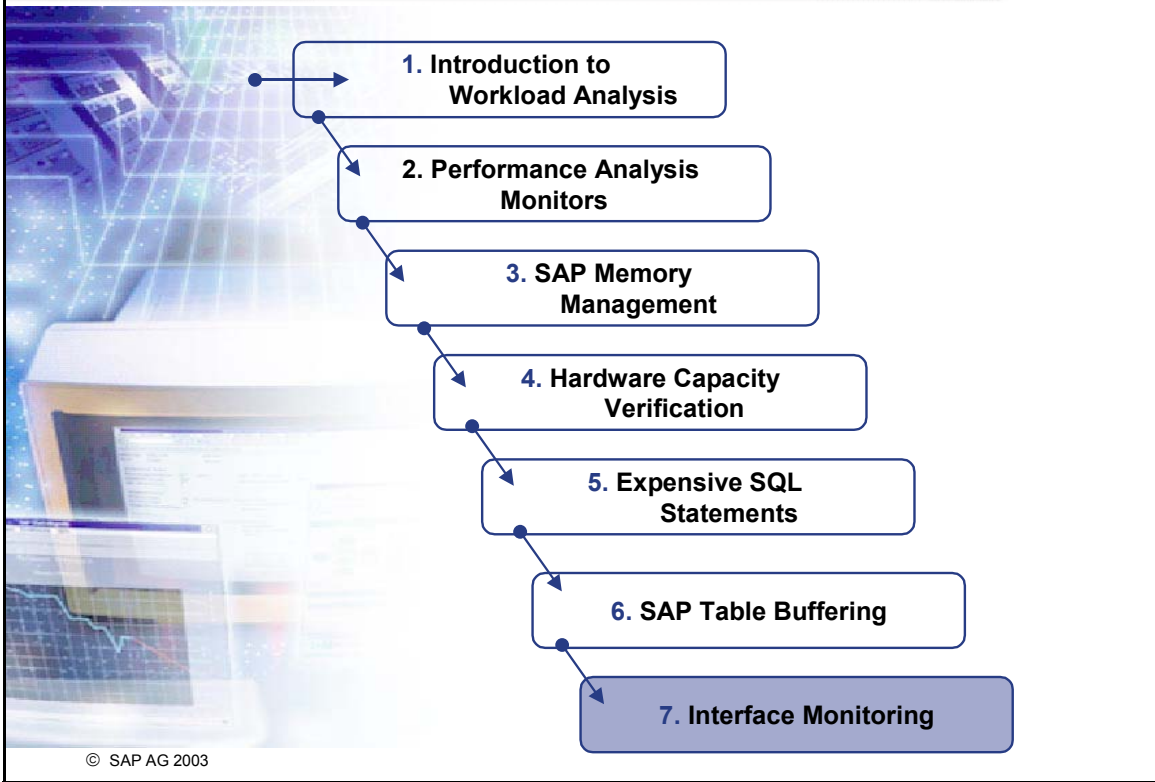 1. Introduction to
Workload Analysis
2. Performance Analysis
Monitors
3. SAP Memory
Management
4. Hardware Capacity
Verification
5. Expensive SQL
Statements
6. SAP Table Buffering
7. Interface Monitoring
© SAP AG 2003